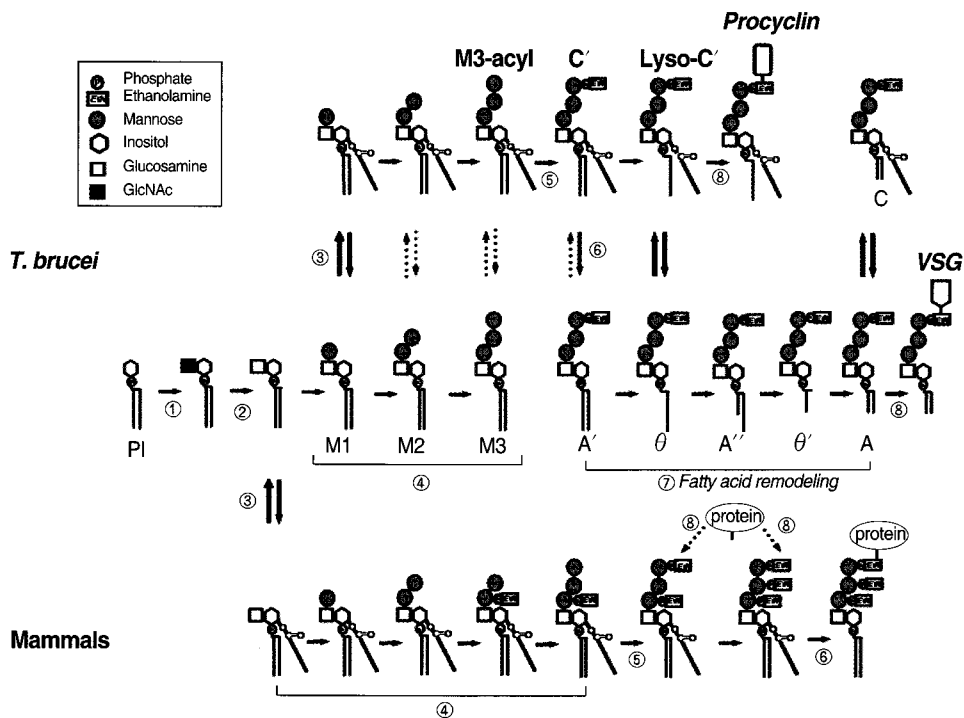 Procyclin
M3-acyl C′ Lyso-C′
P Phosphate
Etn Ethanolamine
Mannose
Inositol
Glucosamine
GlcNAc
⑤ ⑧
C
③ ⑥
T. brucei
VSG
① ② ⑧
PI M1 M2 M3 A′ θ A′′ θ′ A
④ ⑦ Fatty acid remodeling
③
⑧ protein ⑧
protein
Mammals
⑤ ⑥
④